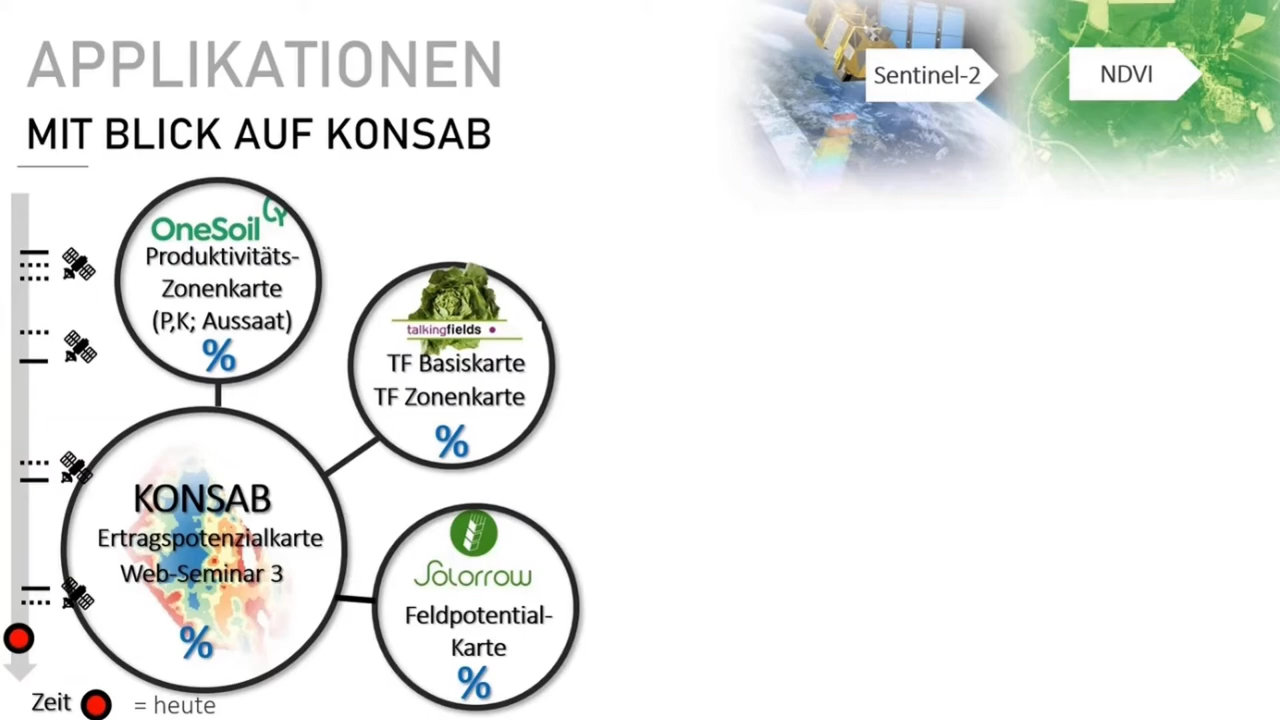 APPLIKATIONEN
MIT BLICK AUF KONSAB
Sentinel-2
NDVI
OneSoil
Produktivitäts-
Zonenkarte
(P,K; Aussaat)
%
talkingfields
TF Basiskarte
TF Zonenkarte
%
KONSAB
Ertragspotenzialkarte
Web-Seminar 3
%
Solorrow
Feldpotential-
Karte
%
Zeit = heute